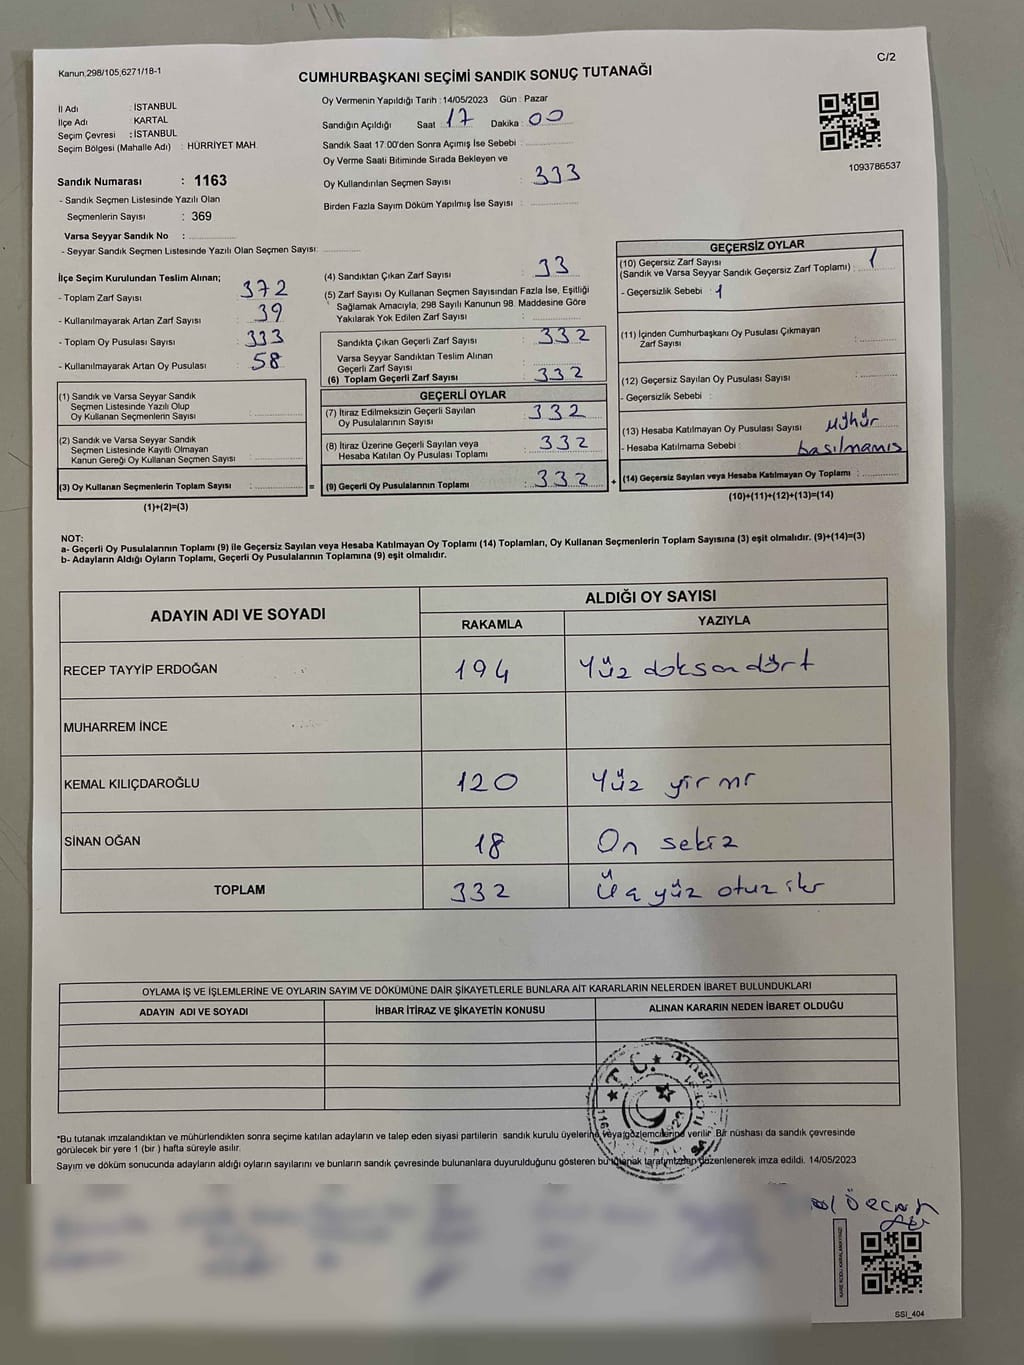 Kanun,298/105,6271/18-1
C/2
CUMHURBAŞKANI SEÇİMİ SANDIK SONUÇ TUTANAĞI
İl Adı : İSTANBUL
İlçe Adı : KARTAL
Seçim Çevresi : İSTANBUL
Seçim Bölgesi (Mahalle Adı) : HÜRRİYET MAH.
Sandık Numarası : 1163
- Sandık Seçmen Listesinde Yazılı Olan
Seçmenlerin Sayısı : 369
Varsa Seyyar Sandık No :
- Seyyar Sandık Seçmen Listesinde Yazılı Olan Seçmen Sayısı:
Oy Vermenin Yapıldığı Tarih : 14/05/2023 Gün : Pazar
Sandığın Açıldığı Saat : 17 Dakika : 00
Sandık Saat 17.00'den Sonra Açımış İse Sebebi :
Oy Verme Saati Bitiminde Sırada Bekleyen ve
Oy Kullandırılan Seçmen Sayısı : 333
Birden Fazla Sayım Döküm Yapılmış İse Sayısı :
1093786537
İlçe Seçim Kurulundan Teslim Alınan;
- Toplam Zarf Sayısı : 372
- Kullanılmayarak Artan Zarf Sayısı : 39
- Toplam Oy Pusulası Sayısı : 333
- Kullanılmayarak Artan Oy Pusulası : 58
(1) Sandık ve Varsa Seyyar Sandık
Seçmen Listesinde Yazılı Olup
Oy Kullanan Seçmenlerin Sayısı :
(2) Sandık ve Varsa Seyyar Sandık
Seçmen Listesinde Kayıtlı Olmayan
Kanun Gereği Oy Kullanan Seçmen Sayısı :
(3) Oy Kullanan Seçmenlerin Toplam Sayısı : =
(1)+(2)=(3)
(4) Sandıktan Çıkan Zarf Sayısı : 33
(5) Zarf Sayısı Oy Kullanan Seçmen Sayısından Fazla İse, Eşitliği
Sağlamak Amacıyla, 298 Sayılı Kanunun 98. Maddesine Göre
Yakılarak Yok Edilen Zarf Sayısı :
Sandıkta Çıkan Geçerli Zarf Sayısı : 332
Varsa Seyyar Sandıktan Teslim Alınan
Geçerli Zarf Sayısı :
(6) Toplam Geçerli Zarf Sayısı : 332
GEÇERLİ OYLAR
(7) İtiraz Edilmeksizin Geçerli Sayılan
Oy Pusulalarının Sayısı : 332
(8) İtiraz Üzerine Geçerli Sayılan veya
Hesaba Katılan Oy Pusulası Toplamı : 332
(9) Geçerli Oy Pusulalarının Toplamı : 332 +
GEÇERSİZ OYLAR
(10) Geçersiz Zarf Sayısı
(Sandık ve Varsa Seyyar Sandık Geçersiz Zarf Toplamı) : 1
- Geçersizlik Sebebi : 1
(11) İçinden Cumhurbaşkanı Oy Pusulası Çıkmayan
Zarf Sayısı :
(12) Geçersiz Sayılan Oy Pusulası Sayısı :
- Geçersizlik Sebebi :
(13) Hesaba Katılmayan Oy Pusulası Sayısı : Mühür
- Hesaba Katılmama Sebebi : basılmamış
(14) Geçersiz Sayılan veya Hesaba Katılmayan Oy Toplamı :
(10)+(11)+(12)+(13)=(14)
NOT:
a- Geçerli Oy Pusulalarının Toplamı (9) ile Geçersiz Sayılan veya Hesaba Katılmayan Oy Toplamı (14) Toplamları, Oy Kullanan Seçmenlerin Toplam Sayısına (3) eşit olmalıdır. (9)+(14)=(3)
b- Adayların Aldığı Oyların Toplamı, Geçerli Oy Pusulalarının Toplamına (9) eşit olmalıdır.
ADAYIN ADI VE SOYADI
ALDIĞI OY SAYISI
RAKAMLA YAZIYLA
RECEP TAYYİP ERDOĞAN 194 Yüz doksan dört
MUHARREM İNCE
KEMAL KILIÇDAROĞLU 120 Yüz yirmi
SİNAN OĞAN 18 On sekiz
TOPLAM 332 Üç yüz otuz iki
OYLAMA İŞ VE İŞLEMLERİNE VE OYLARIN SAYIM VE DÖKÜMÜNE DAİR ŞİKAYETLERLE BUNLARA AİT KARARLARIN NELERDEN İBARET BULUNDUKLARI
ADAYIN ADI VE SOYADI İHBAR İTİRAZ VE ŞİKAYETİN KONUSU ALINAN KARARIN NEDEN İBARET OLDUĞU
T.C.
*Bu tutanak imzalandıktan ve mühürlendikten sonra seçime katılan adayların ve talep eden siyasi partilerin sandık kurulu üyelerine veya gözlemcilerine verilir. Bir nüshası da sandık çevresinde
görülecek bir yere 1 (bir ) hafta süreyle asılır.
Sayım ve döküm sonucunda adayların aldığı oyların sayılarını ve bunların sandık çevresinde bulunanlara duyurulduğunu gösteren bu tutanak tarafımızdan düzenlenerek imza edildi. 14/05/2023
SSI_404